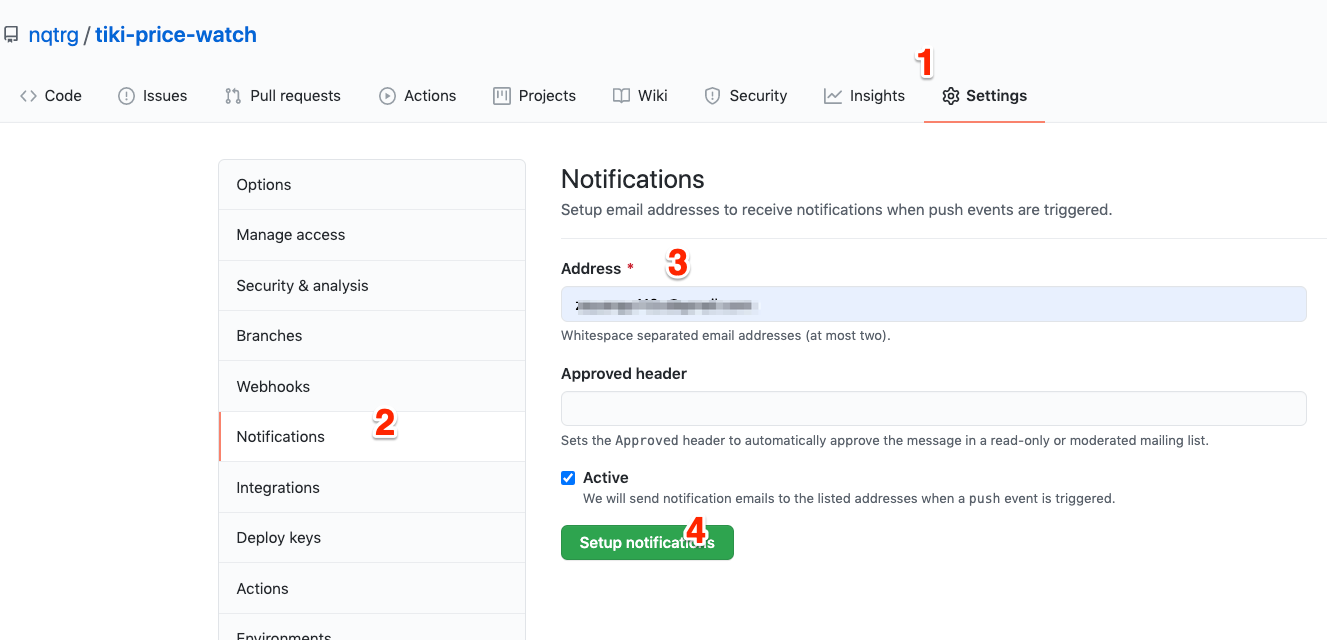 nqtrg / tiki-price-watch
1
Code Issues Pull requests Actions Projects Wiki Security Insights Settings
Options
Manage access
Security & analysis
Branches
Webhooks
Notifications 2
Integrations
Deploy keys
Actions
Environments
Notifications
Setup email addresses to receive notifications when push events are triggered.
Address * 3
Whitespace separated email addresses (at most two).
Approved header
Sets the Approved header to automatically approve the message in a read-only or moderated mailing list.
Active
We will send notification emails to the listed addresses when a push event is triggered.
4
Setup notifications